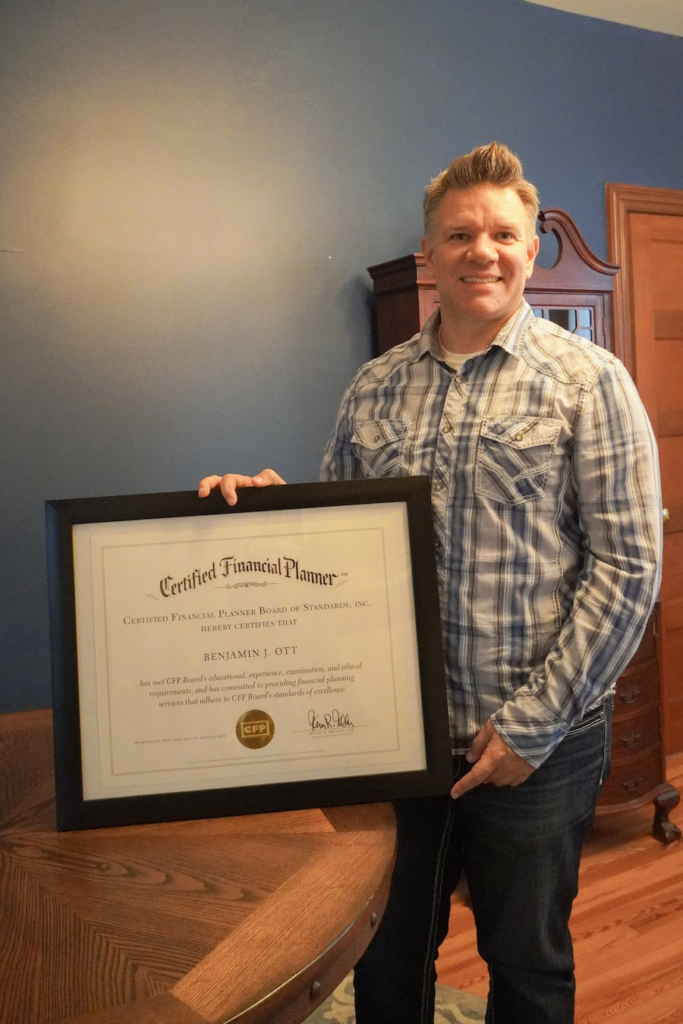 Certified Financial Planner™
CERTIFIED FINANCIAL PLANNER BOARD OF STANDARDS, INC.
HEREBY CERTIFIES THAT
BENJAMIN J. OTT
has met CFP Board's educational, experience, examination, and ethical
requirements, and has committed to providing financial planning
services that adhere to CFP Board's standards of excellence.
CFP